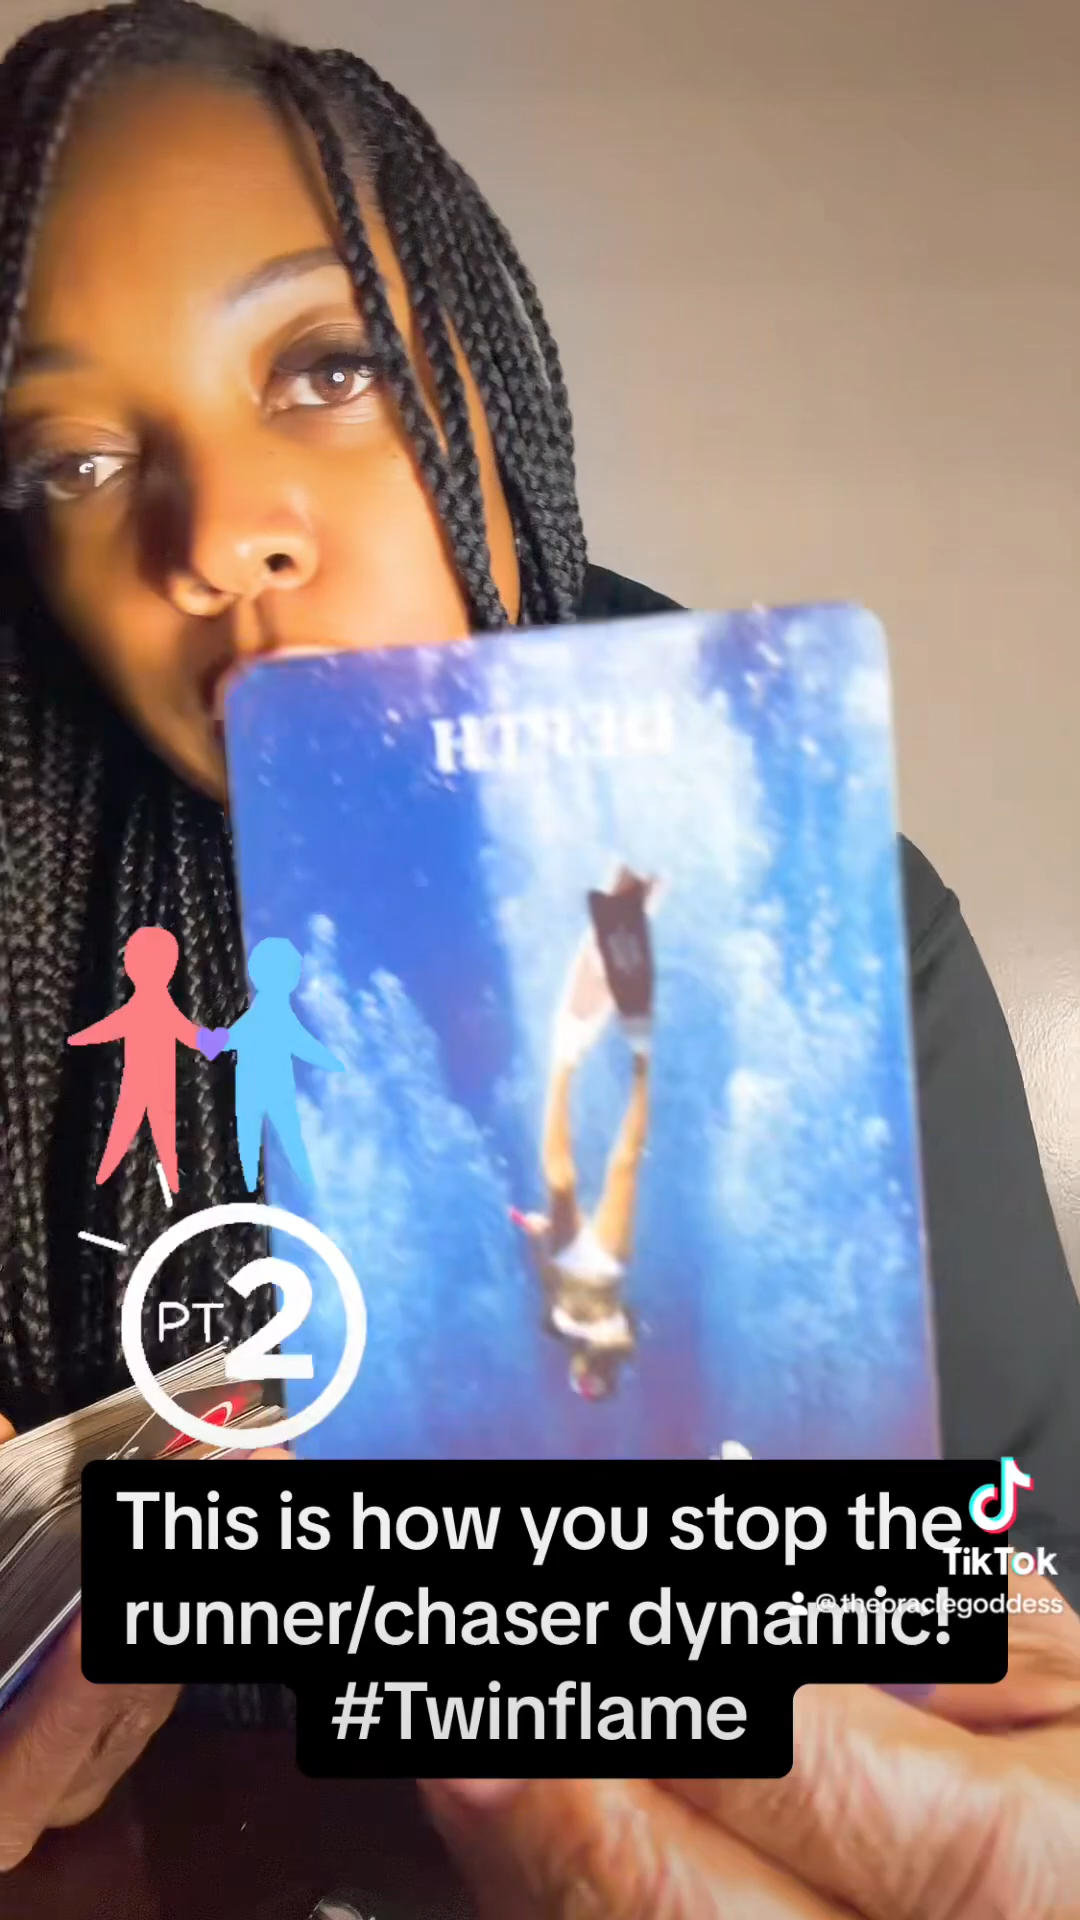 PT. 2
This is how you stop the
runner/chaser dynamic!
#Twinflame
TikTok
@theoraclegoddess